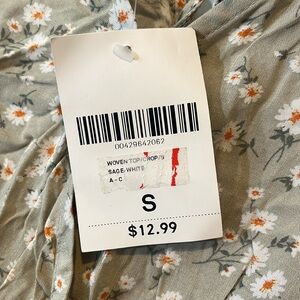 00429642062
WOVEN TOP/CROP/S
SAGE-WHITE
A - C
S
$12.99